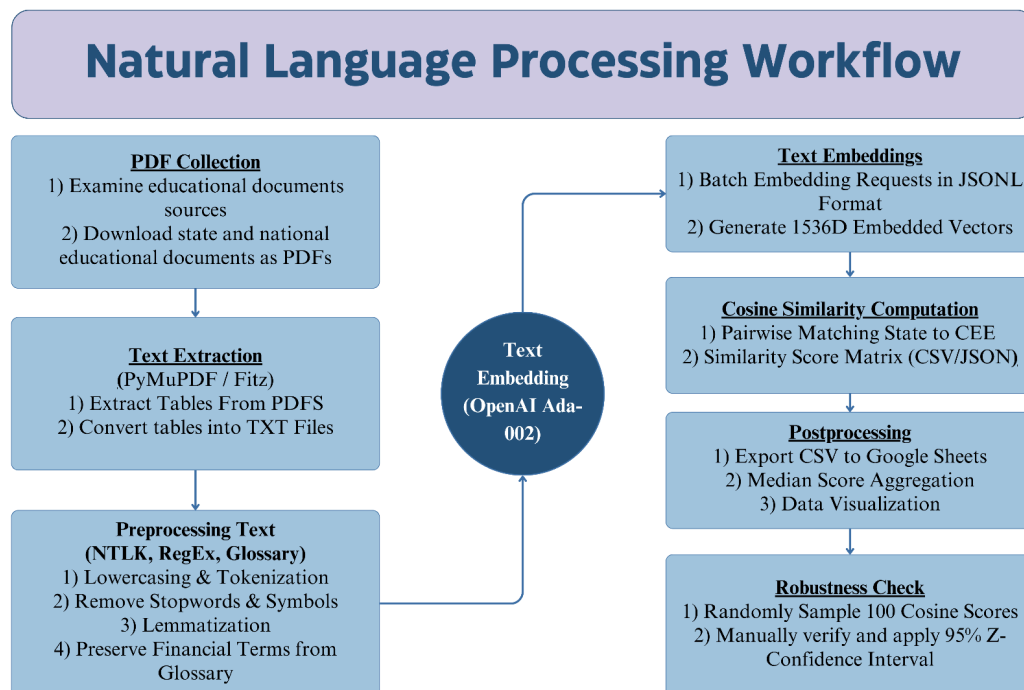 Natural Language Processing Workflow
PDF Collection
1) Examine educational documents
sources
2) Download state and national
educational documents as PDFs
Text Extraction
(PyMuPDF / Fitz)
1) Extract Tables From PDFS
2) Convert tables into TXT Files
Preprocessing Text
(NTLK, RegEx, Glossary)
1) Lowercasing & Tokenization
2) Remove Stopwords & Symbols
3) Lemmatization
4) Preserve Financial Terms from
Glossary
Text
Embedding
(OpenAI Ada-
002)
Text Embeddings
1) Batch Embedding Requests in JSONL
Format
2) Generate 1536D Embedded Vectors
Cosine Similarity Computation
1) Pairwise Matching State to CEE
2) Similarity Score Matrix (CSV/JSON)
Postprocessing
1) Export CSV to Google Sheets
2) Median Score Aggregation
3) Data Visualization
Robustness Check
1) Randomly Sample 100 Cosine Scores
2) Manually verify and apply 95% Z-
Confidence Interval